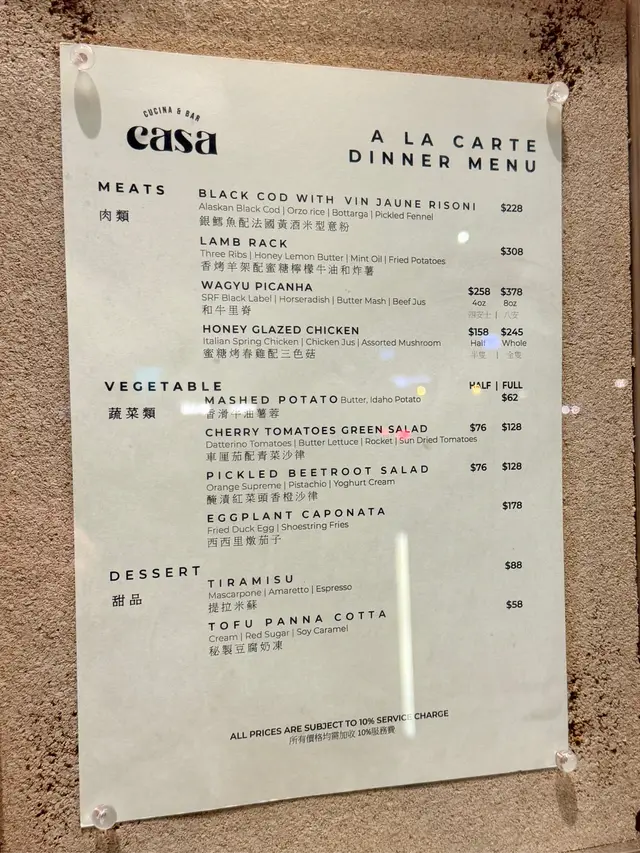 CUCINA & BAR
casa
A LA CARTE
DINNER MENU
MEATS
肉類
BLACK COD WITH VIN JAUNE RISONI $228
Alaskan Black Cod | Orzo rice | Bottarga | Pickled Fennel
銀鱈魚配法國黃酒米型意粉
LAMB RACK $308
Three Ribs | Honey Lemon Butter | Mint Oil | Fried Potatoes
香烤羊架配蜜糖檸檬牛油和炸薯
WAGYU PICANHA $258 $378
SRF Black Label | Horseradish | Butter Mash | Beef Jus 4oz 8oz
和牛里脊 四安士 | 八安
HONEY GLAZED CHICKEN $158 $245
Italian Spring Chicken | Chicken Jus | Assorted Mushroom Half Whole
蜜糖烤春雞配三色菇 半隻 | 全隻
VEGETABLE HALF | FULL
蔬菜類
MASHED POTATO Butter, Idaho Potato $62
香滑牛油薯蓉
CHERRY TOMATOES GREEN SALAD $76 $128
Datterino Tomatoes | Butter Lettuce | Rocket | Sun Dried Tomatoes
車厘茄配青菜沙律
PICKLED BEETROOT SALAD $76 $128
Orange Supreme | Pistachio | Yoghurt Cream
醃漬紅菜頭香橙沙律
EGGPLANT CAPONATA $178
Fried Duck Egg | Shoestring Fries
西西里燉茄子
DESSERT
甜品
TIRAMISU $88
Mascarpone | Amaretto | Espresso
提拉米蘇
TOFU PANNA COTTA $58
Cream | Red Sugar | Soy Caramel
秘製豆腐奶凍
ALL PRICES ARE SUBJECT TO 10% SERVICE CHARGE
所有價格均需加收 10%服務費